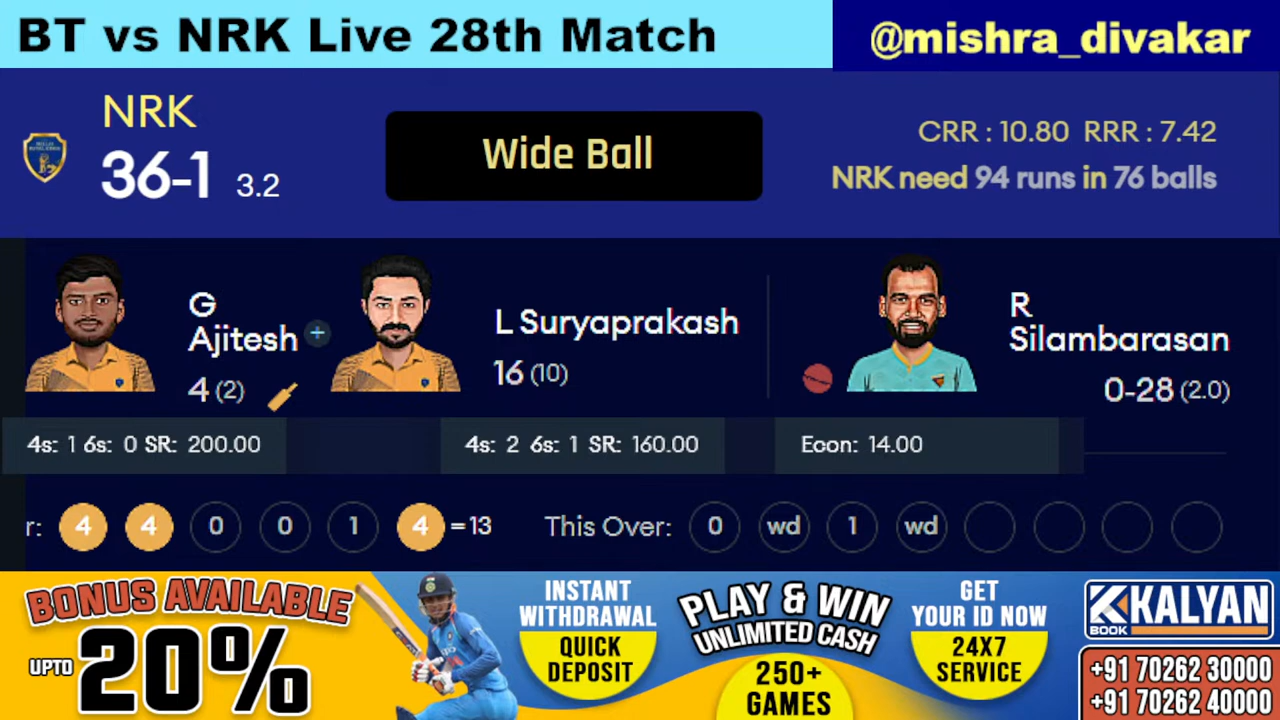 BT vs NRK Live 28th Match
@mishra_divakar
NRK
36-1 3.2
Wide Ball
CRR : 10.80 RRR : 7.42
NRK need 94 runs in 76 balls
G
Ajitesh +
4 (2)
L Suryaprakash
16 (10)
R
Silambarasan
0-28 (2.0)
4s: 1 6s: 0 SR: 200.00
4s: 2 6s: 1 SR: 160.00
Econ: 14.00
r: 4 4 0 0 1 4 =13 This Over: 0 wd 1 wd
BONUS AVAILABLE
UPTO 20%
INSTANT
WITHDRAWAL
QUICK
DEPOSIT
PLAY & WIN
UNLIMITED CASH
250+
GAMES
GET
YOUR ID NOW
24X7
SERVICE
KALYAN
BOOK
+91 70262 30000
+91 70262 40000